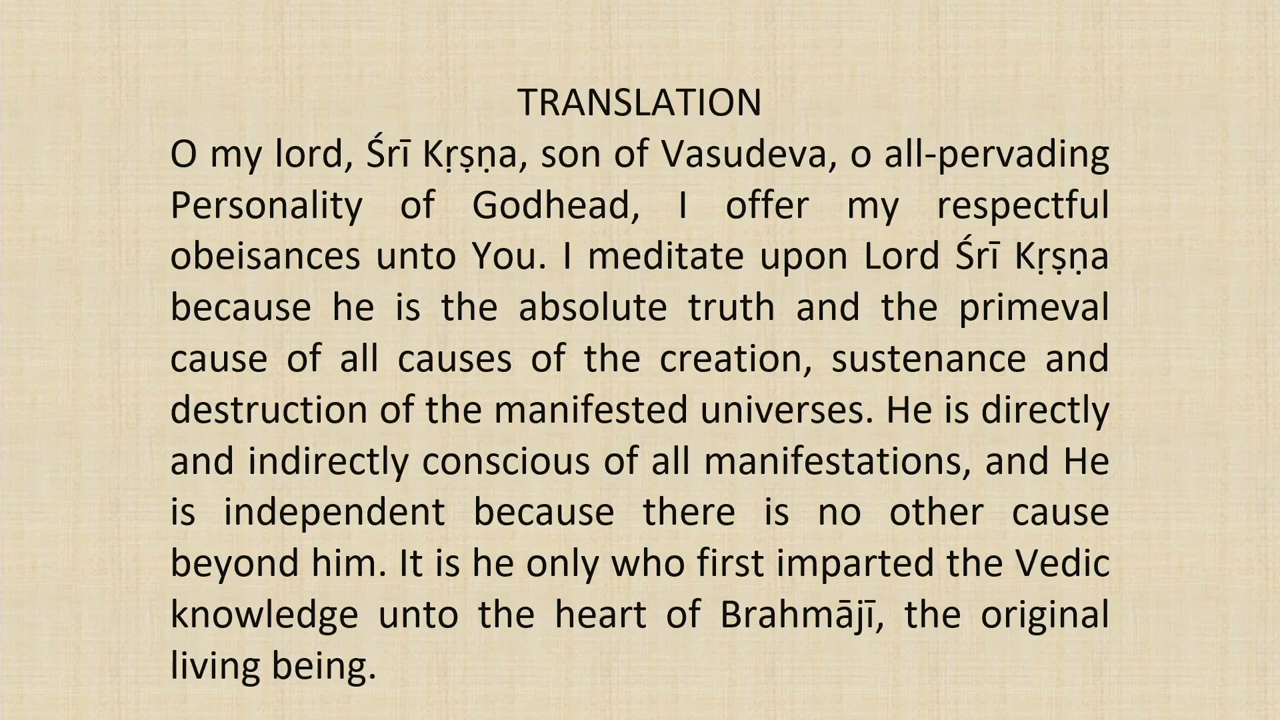 TRANSLATION
O my lord, Śrī Kṛṣṇa, son of Vasudeva, o all-pervading
Personality of Godhead, I offer my respectful
obeisances unto You. I meditate upon Lord Śrī Kṛṣṇa
because he is the absolute truth and the primeval
cause of all causes of the creation, sustenance and
destruction of the manifested universes. He is directly
and indirectly conscious of all manifestations, and He
is independent because there is no other cause
beyond him. It is he only who first imparted the Vedic
knowledge unto the heart of Brahmājī, the original
living being.